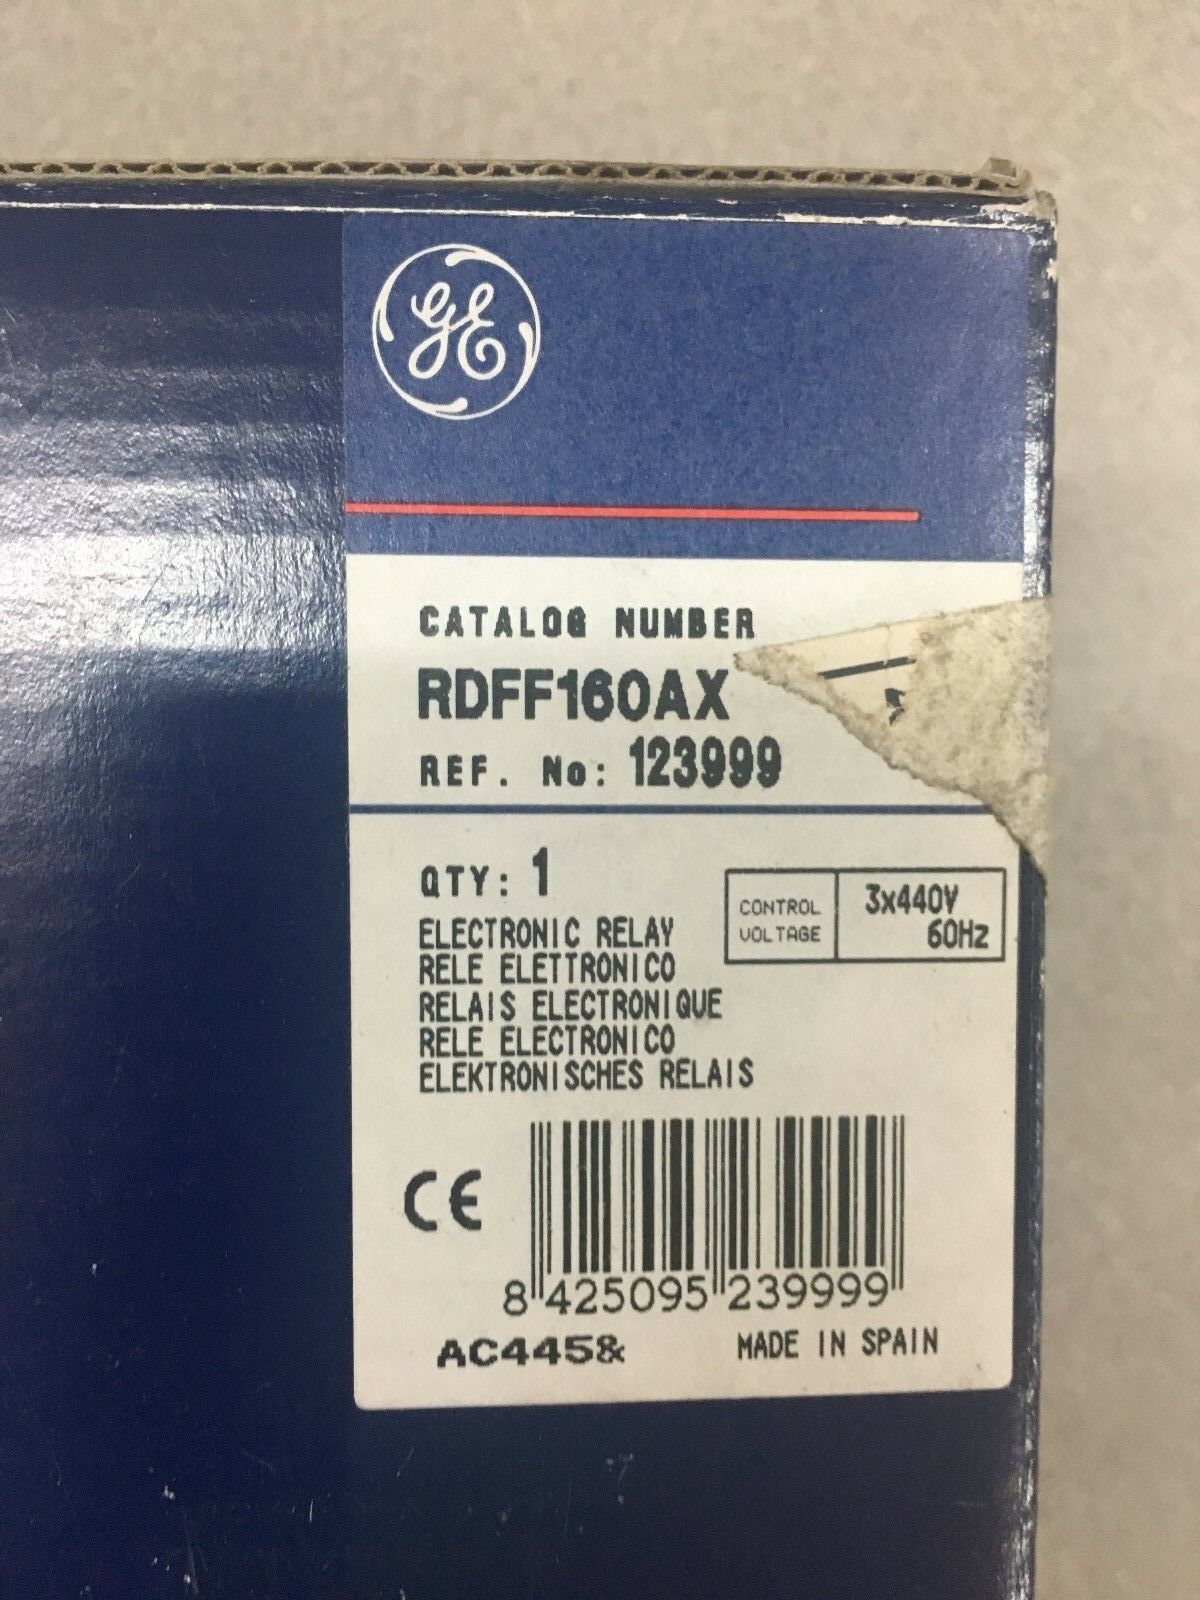 GE
CATALOG NUMBER
RDFF160AX
REF. No: 123999
QTY: 1
CONTROL VOLTAGE
3x440V
60Hz
ELECTRONIC RELAY
RELE ELETTRONICO
RELAIS ELECTRONIQUE
RELE ELECTRONICO
ELEKTRONISCHES RELAIS
CE
8 425095 239999
AC445&
MADE IN SPAIN